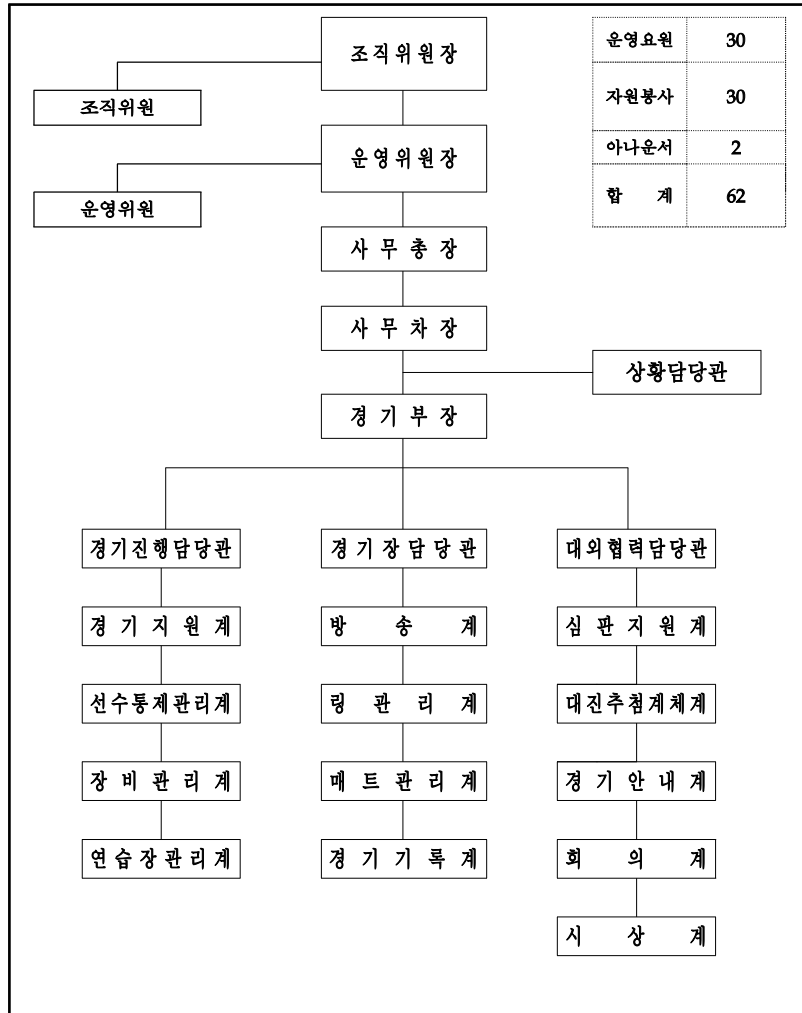 조직위원장
조직위원
운영위원장
운영위원
사무총장
사무차장
상황담당관
경기부장
운영요원 30
자원봉사 30
아나운서 2
합 계 62
경기진행담당관
경기지원계
선수통제관리계
장비관리계
연습장관리계
경기장담당관
방송계
링관리계
매트관리계
경기기록계
대외협력담당관
심판지원계
대진추첨계체계
경기안내계
회의계
시상계